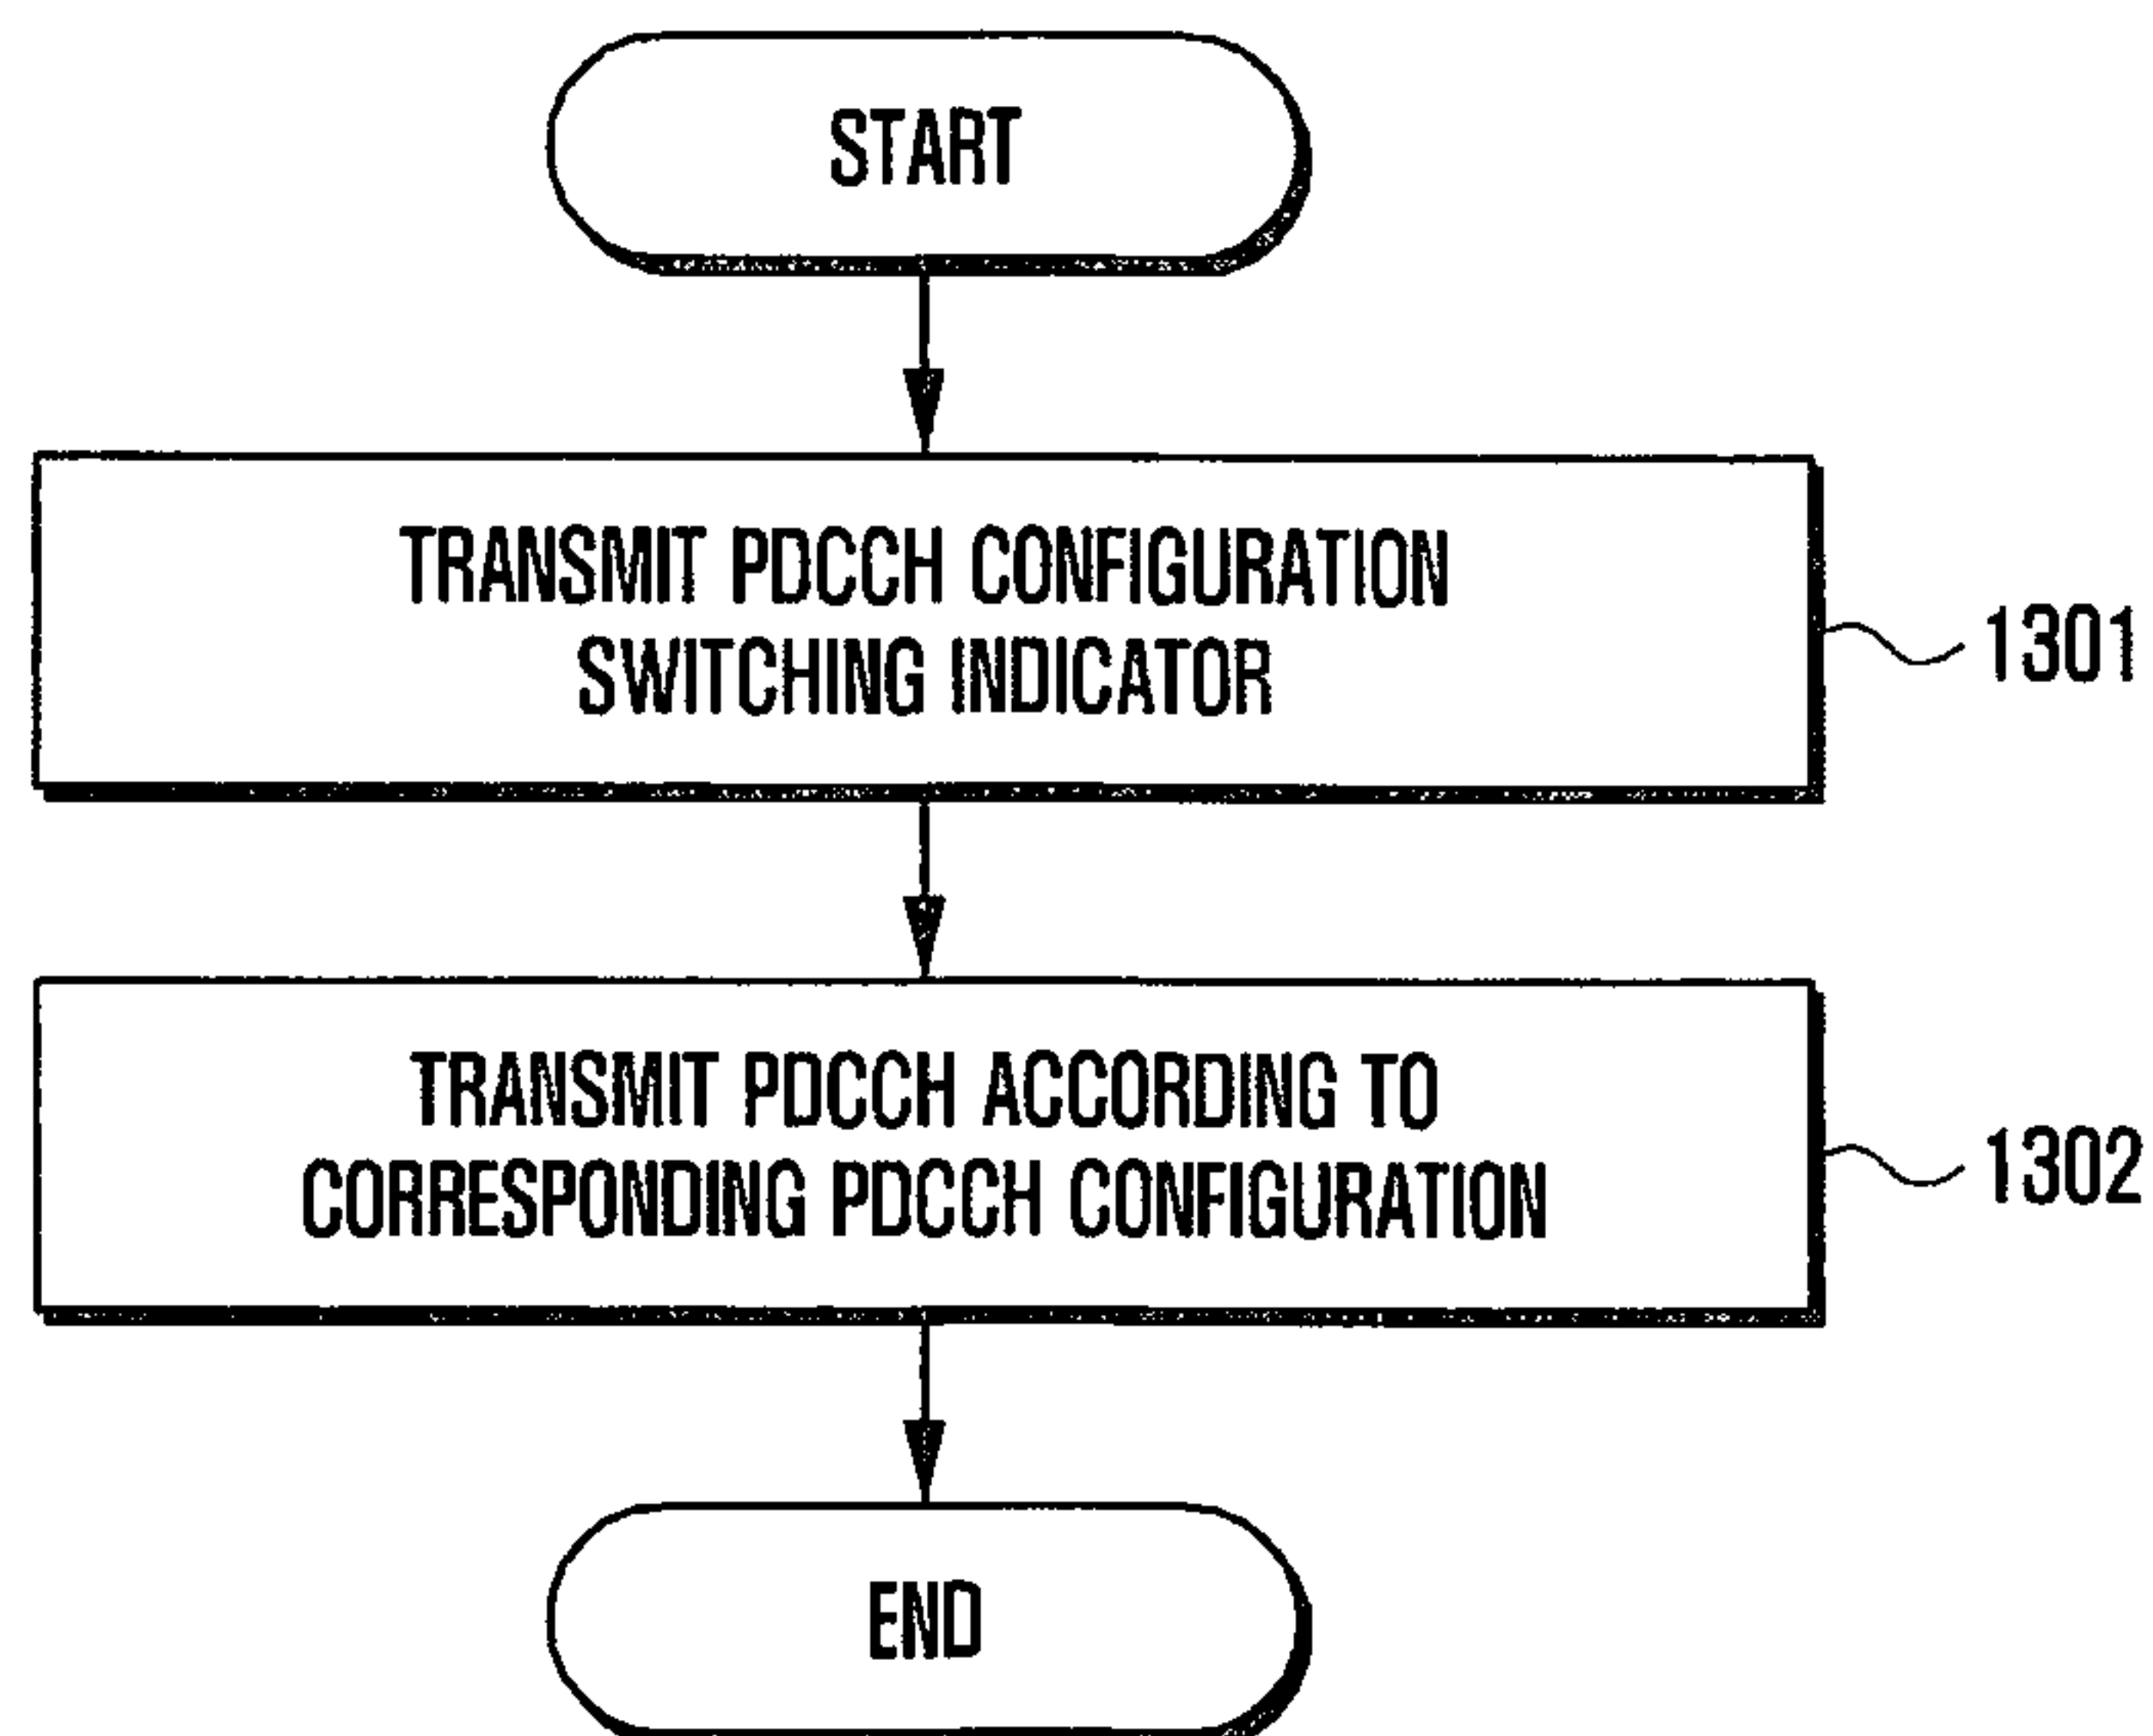 START
TRANSMIT PDCCH CONFIGURATION
SWITCHING INDICATOR
1301
TRANSMIT PDCCH ACCORDING TO
CORRESPONDING PDCCH CONFIGURATION
1302
END